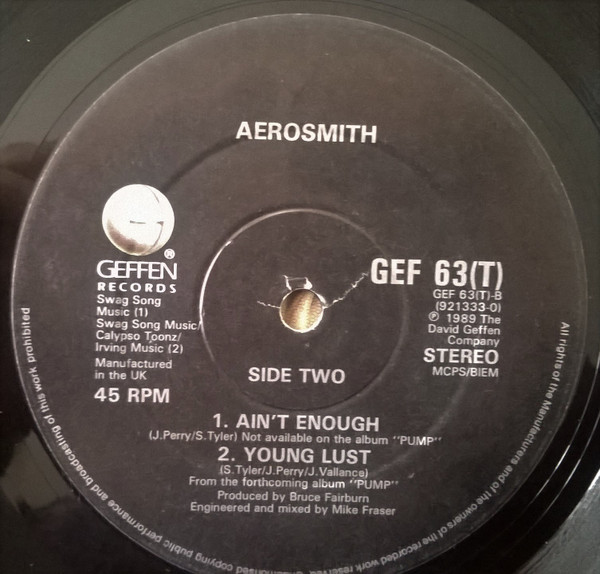 AEROSMITH
G
®
GEFFEN
RECORDS
Swag Song
Music (1)
Swag Song Music/
Calypso Toonz/
Irving Music (2)
Manufactured
in the UK
45 RPM
GEF 63(T)
GEF 63(T)-B
(921333-0)
℗ 1989 The
David Geffen
Company
STEREO
MCPS/BIEM
SIDE TWO
1. AIN'T ENOUGH
(J.Perry/S.Tyler) Not available on the album "PUMP"
2. YOUNG LUST
(S.Tyler/J.Perry/J.Vallance)
From the forthcoming album "PUMP"
Produced by Bruce Fairburn
Engineered and mixed by Mike Fraser
All rights of the Manufacturers and of the owners of the recorded work reserved. Unauthorised copying public performance and broadcasting of this work prohibited